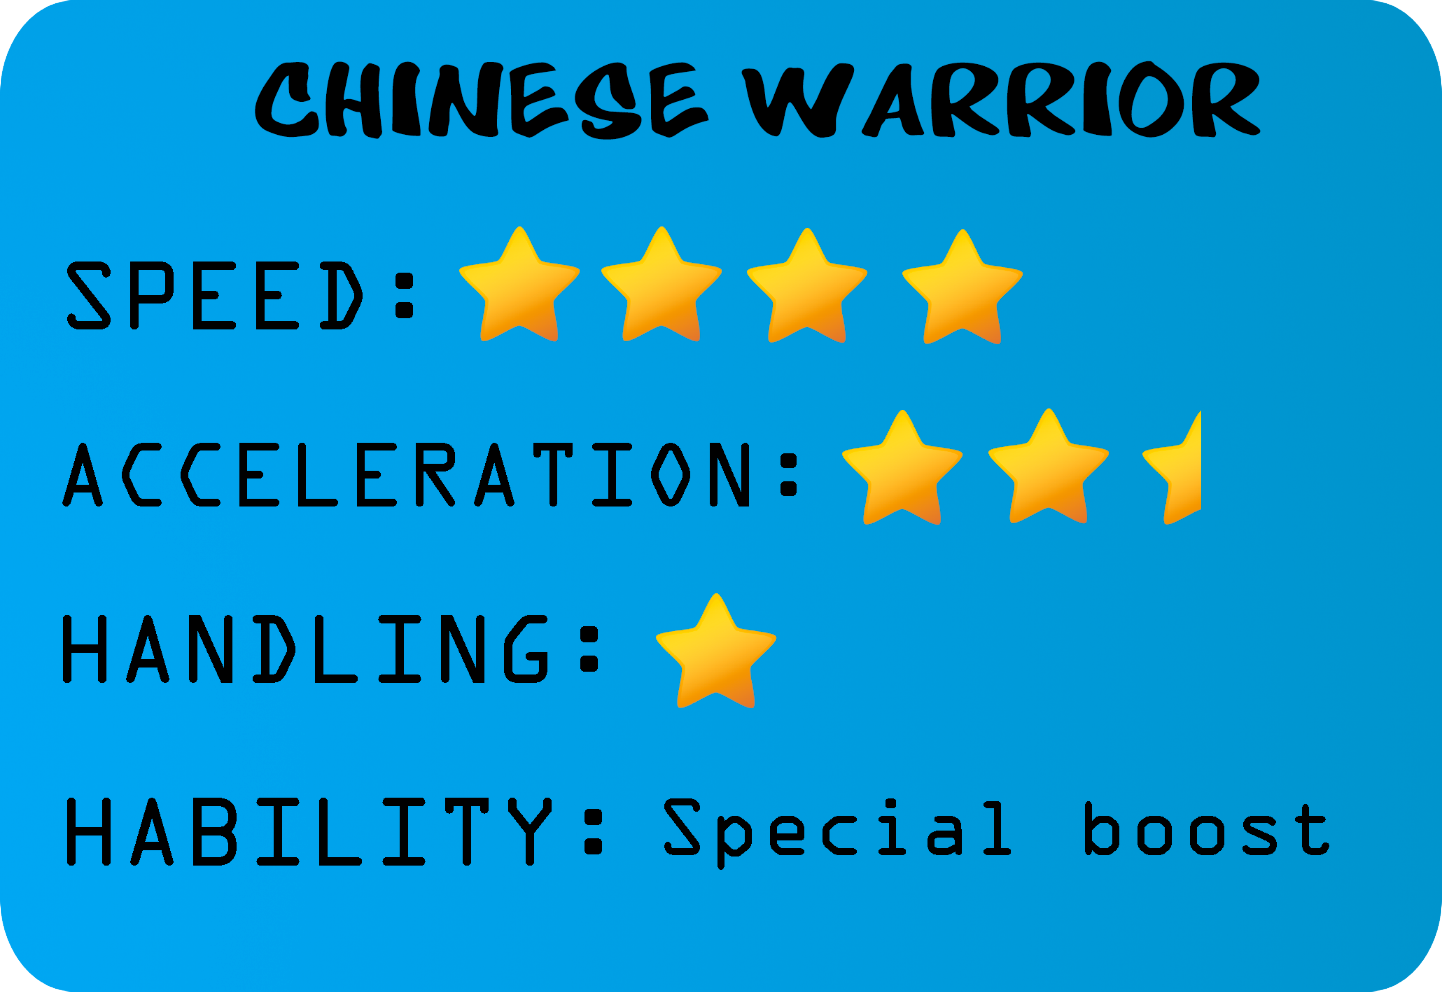 CHINESE WARRIOR
SPEED:
ACCELERATION:
HANDLING:
HABILITY: Special boost